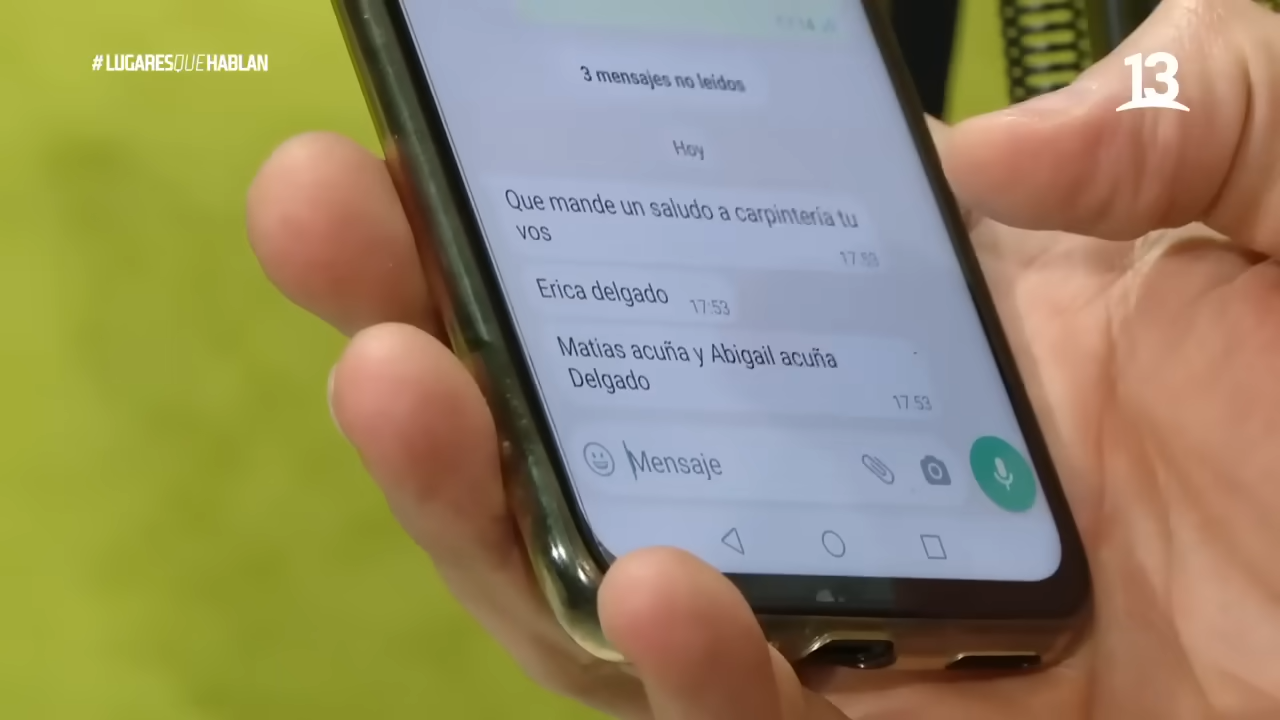 #LUGARESQUEHABLAN
13
3 mensajes no leídos
Hoy
Que mande un saludo a carpintería tu
vos
17:53
Erica delgado 17:53
Matias acuña y Abigail acuña
Delgado
17:53
Mensaje